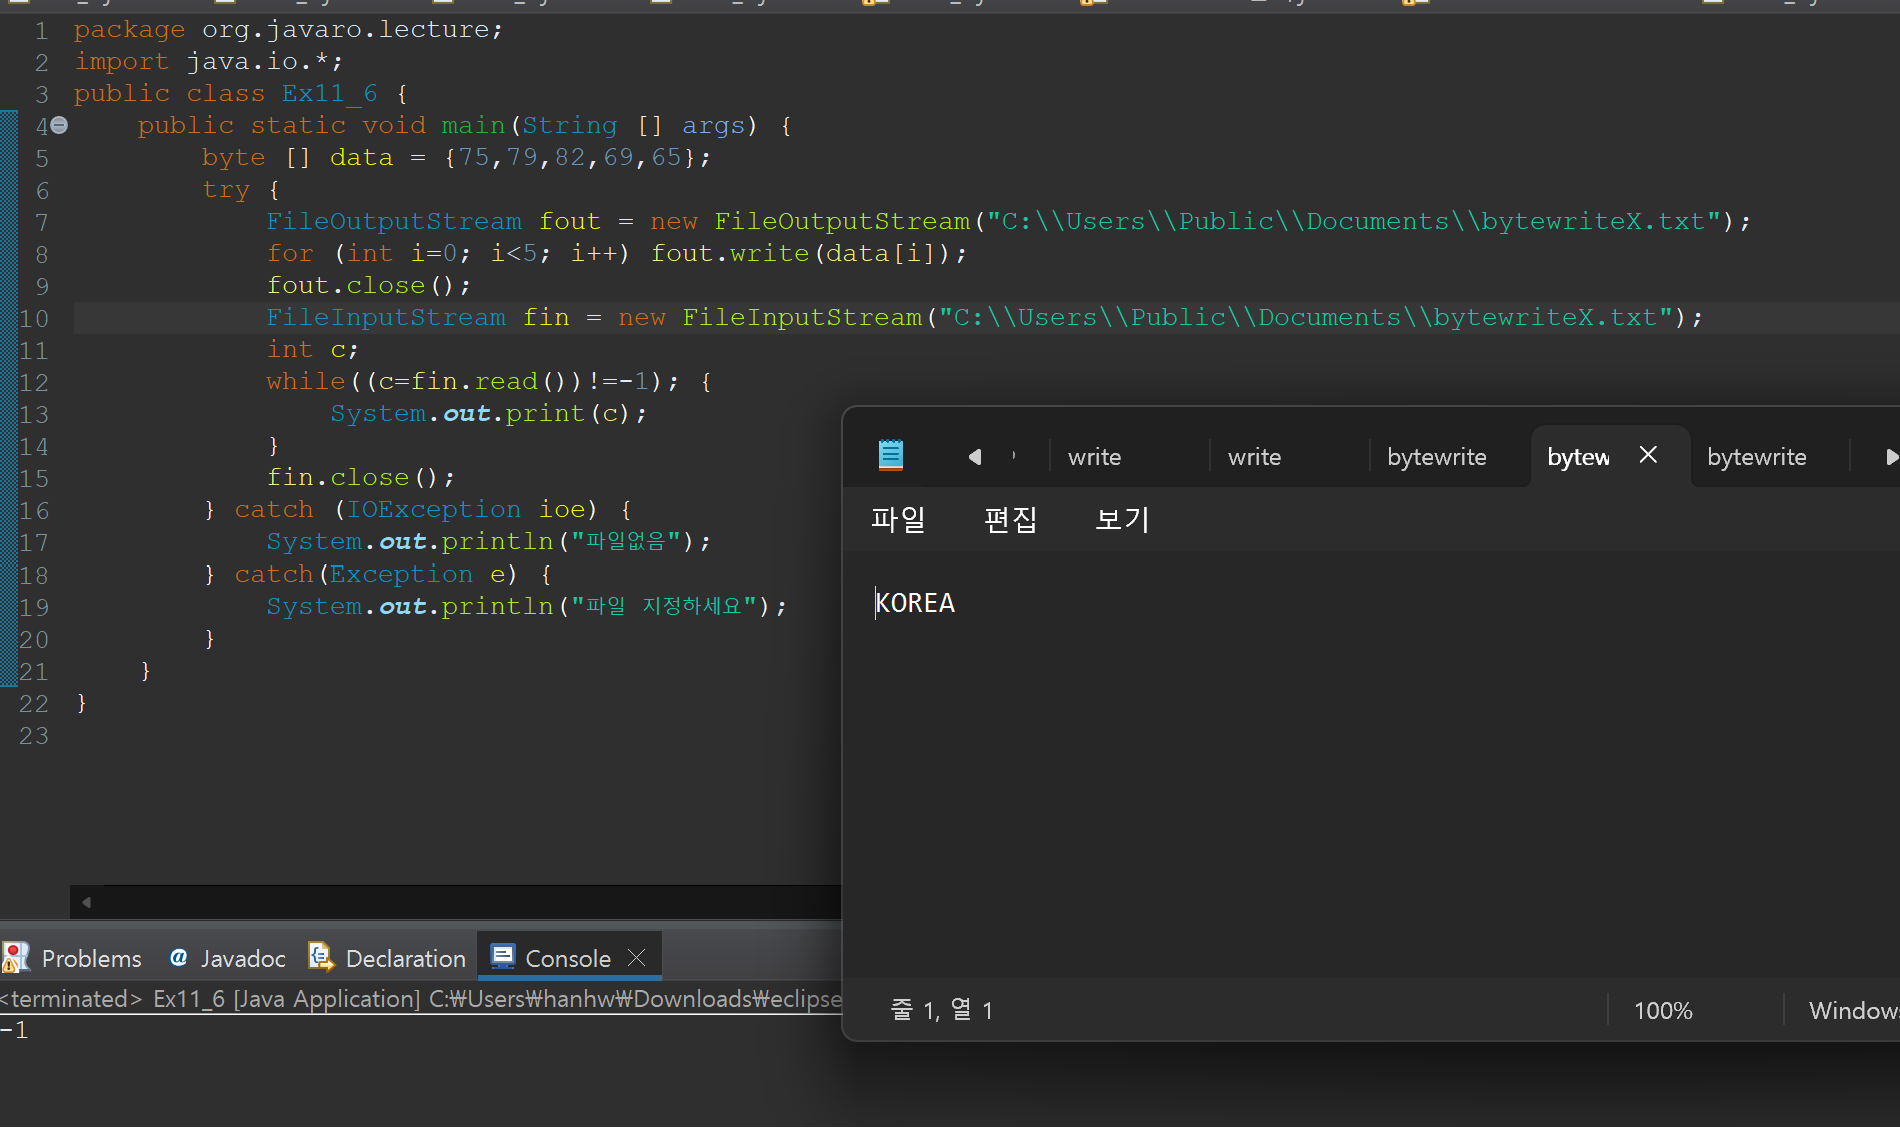 1 package org.javaro.lecture;
2 import java.io.*;
3 public class Ex11_6 {
4 public static void main(String [] args) {
5 byte [] data = {75,79,82,69,65};
6 try {
7 FileOutputStream fout = new FileOutputStream("C:\\Users\\Public\\Documents\\bytewriteX.txt");
8 for (int i=0; i<5; i++) fout.write(data[i]);
9 fout.close();
10 FileInputStream fin = new FileInputStream("C:\\Users\\Public\\Documents\\bytewriteX.txt");
11 int c;
12 while((c=fin.read())!=-1); {
13 System.out.print(c);
14 }
15 fin.close();
16 } catch (IOException ioe) {
17 System.out.println("파일없음");
18 } catch(Exception e) {
19 System.out.println("파일 지정하세요");
20 }
21 }
22 }
23
write write bytewrite bytew bytewrite
파일 편집 보기
KOREA
줄 1, 열 1 100% Windows
Problems Javadoc Declaration Console
<terminated> Ex11_6 [Java Application] C:₩Users₩hanhw₩Downloads₩eclipse
-1